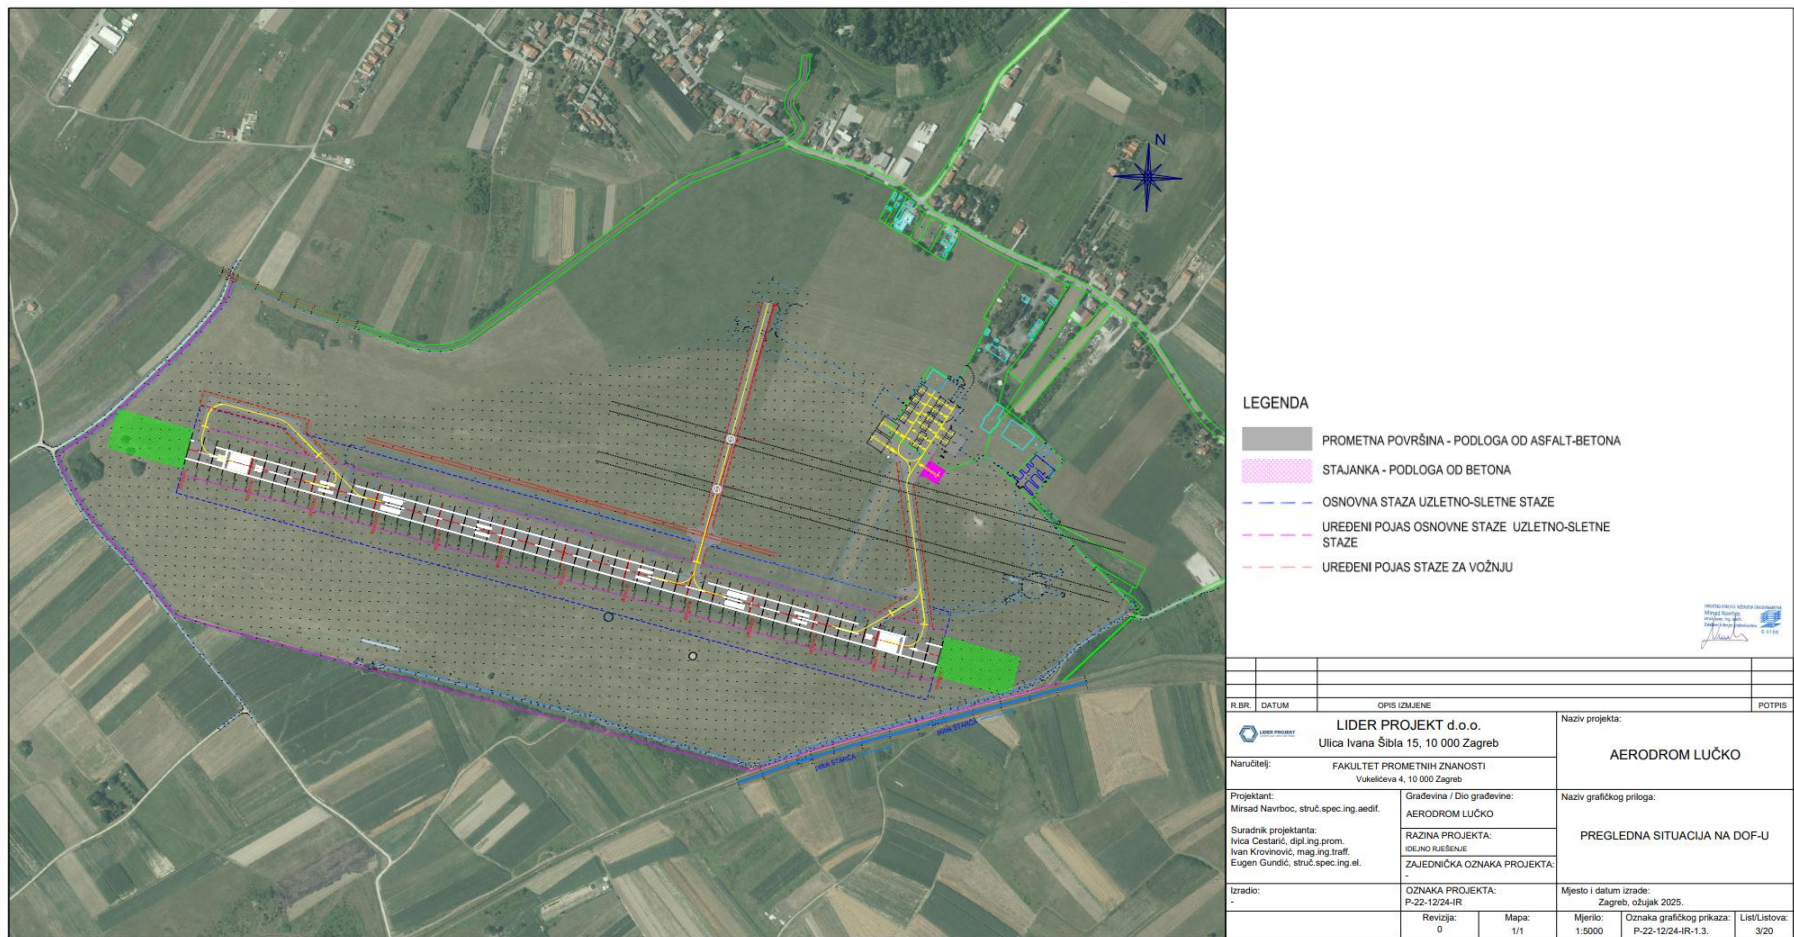 N
potok STARČA
potok STARČA
LEGENDA
PROMETNA POVRŠINA - PODLOGA OD ASFALT-BETONA
STAJANKA - PODLOGA OD BETONA
OSNOVNA STAZA UZLETNO-SLETNE STAZE
UREĐENI POJAS OSNOVNE STAZE UZLETNO-SLETNE
STAZE
UREĐENI POJAS STAZE ZA VOŽNJU
R.BR. DATUM OPIS IZMJENE POTPIS
LIDER PROJEKT
LIDER PROJEKT d.o.o.
Ulica Ivana Šibla 15, 10 000 Zagreb
Naziv projekta:
AERODROM LUČKO
Naručitelj:
FAKULTET PROMETNIH ZNANOSTI
Vukelićeva 4, 10 000 Zagreb
Projektant:
Mirsad Navrboc, struč.spec.ing.aedif.
Suradnik projektanta:
Ivica Cestarić, dipl.ing.prom.
Ivan Krovinović, mag.ing.traff.
Eugen Gundić, struč.spec.ing.el.
Građevina / Dio građevine:
AERODROM LUČKO
RAZINA PROJEKTA:
IDEJNO RJEŠENJE
ZAJEDNIČKA OZNAKA PROJEKTA:
-
Naziv grafičkog priloga:
PREGLEDNA SITUACIJA NA DOF-U
Izradio:
-
OZNAKA PROJEKTA:
P-22-12/24-IR
Mjesto i datum izrade:
Zagreb, ožujak 2025.
Revizija:
0
Mapa:
1/1
Mjerilo:
1:5000
Oznaka grafičkog prikaza:
P-22-12/24-IR-1.3.
List/Listova:
3/20